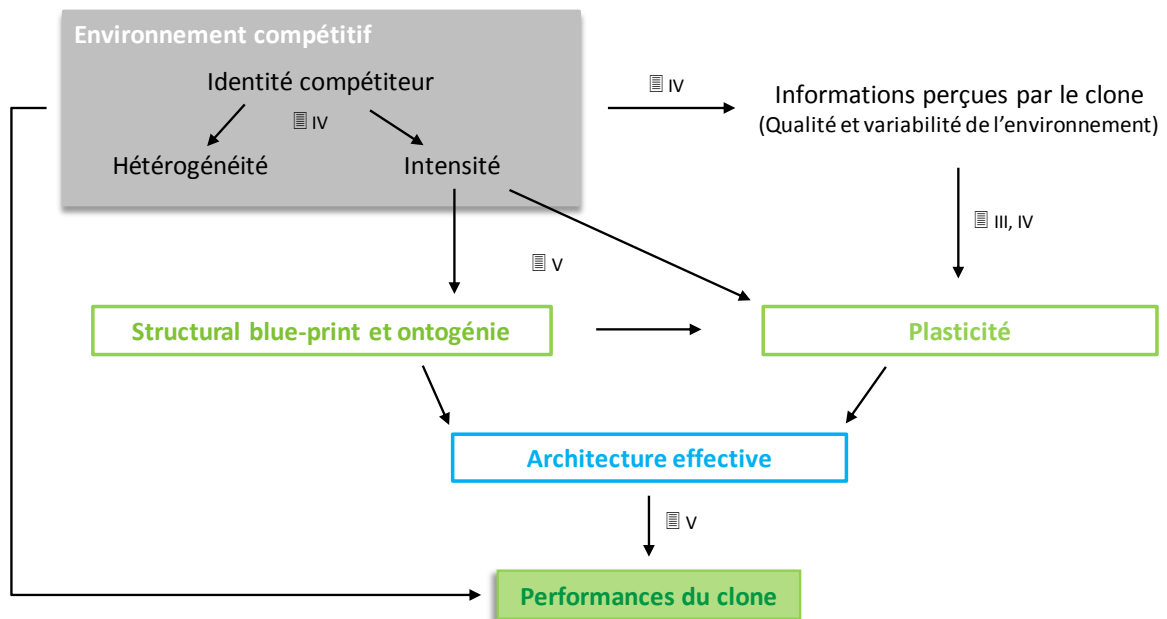 Environnement compétitif
Identité compétiteur
IV
Hétérogénéité
Intensité
IV
Informations perçues par le clone
(Qualité et variabilité de l'environnement)
III, IV
V
Structural blue-print et ontogénie
Plasticité
Architecture effective
V
Performances du clone